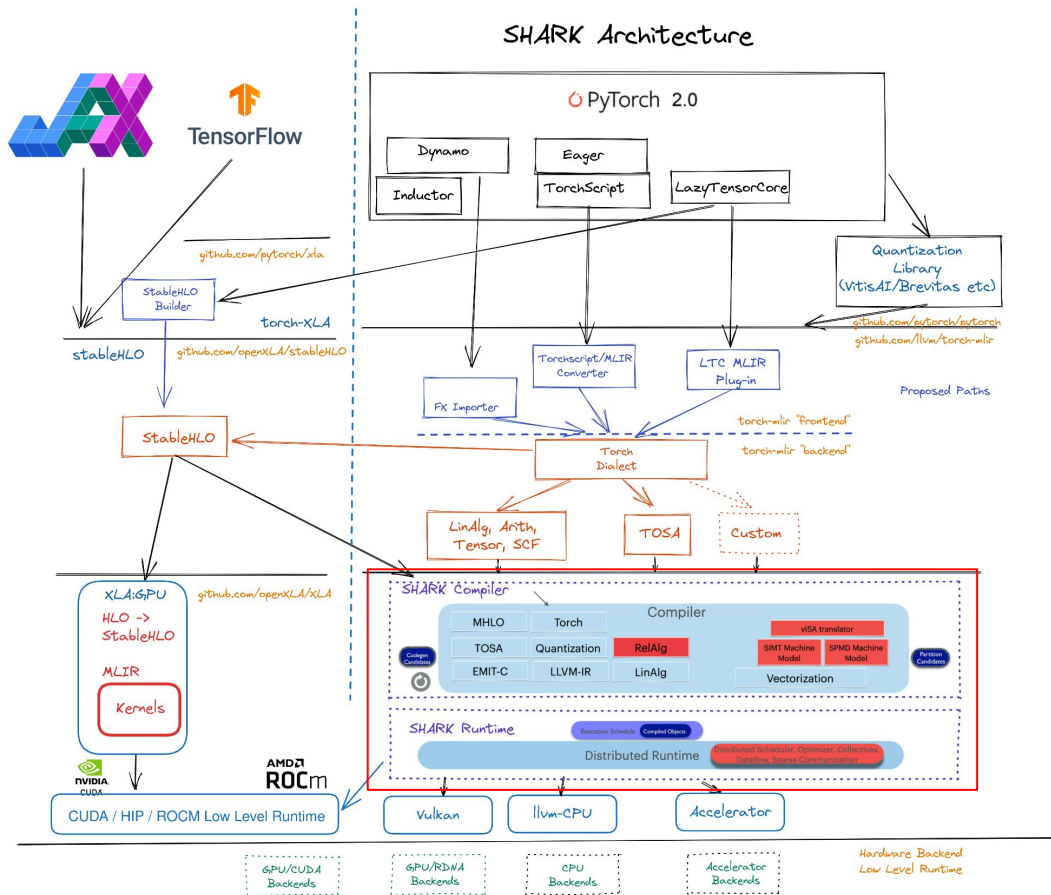 SHARK Architecture
JAX
TensorFlow
PyTorch 2.0
Dynamo
Eager
Inductor
TorchScript
LazyTensorCore
github.com/pytorch/xla
Quantization
Library
(VitisAI/Brevitas etc)
StableHLO
Builder
torch-XLA
github.com/pytorch/pytorch
stableHLO
github.com/openXLA/stableHLO
github.com/llvm/torch-mlir
Torchscript/MLIR
Converter
LTC MLIR
Plug-in
FX Importer
Proposed Paths
torch-mlir "frontend"
StableHLO
Torch
Dialect
torch-mlir "backend"
LinAlg, Arith,
Tensor, SCF
TOSA
Custom
XLA:GPU
github.com/openXLA/XLA
HLO ->
StableHLO
MLIR
Kernels
SHARK Compiler
Compiler
MHLO
Torch
TOSA
Quantization
RelAlg
EMIT-C
LLVM-IR
LinAlg
vISA translator
SIMT Machine
Model
SPMD Machine
Model
Vectorization
Codegen
Candidates
Partition
Candidates
SHARK Runtime
Execution Schedule
Compiled Objects
Distributed Runtime
Distributed Scheduler, Optimizer, Collectives,
Dataflow, Sparse Communication
NVIDIA
CUDA
AMD
ROCm
CUDA / HIP / ROCM Low Level Runtime
Vulkan
llvm-CPU
Accelerator
GPU/CUDA
Backends
GPU/RDNA
Backends
CPU
Backends
Accelerator
Backends
Hardware Backend
Low Level Runtime